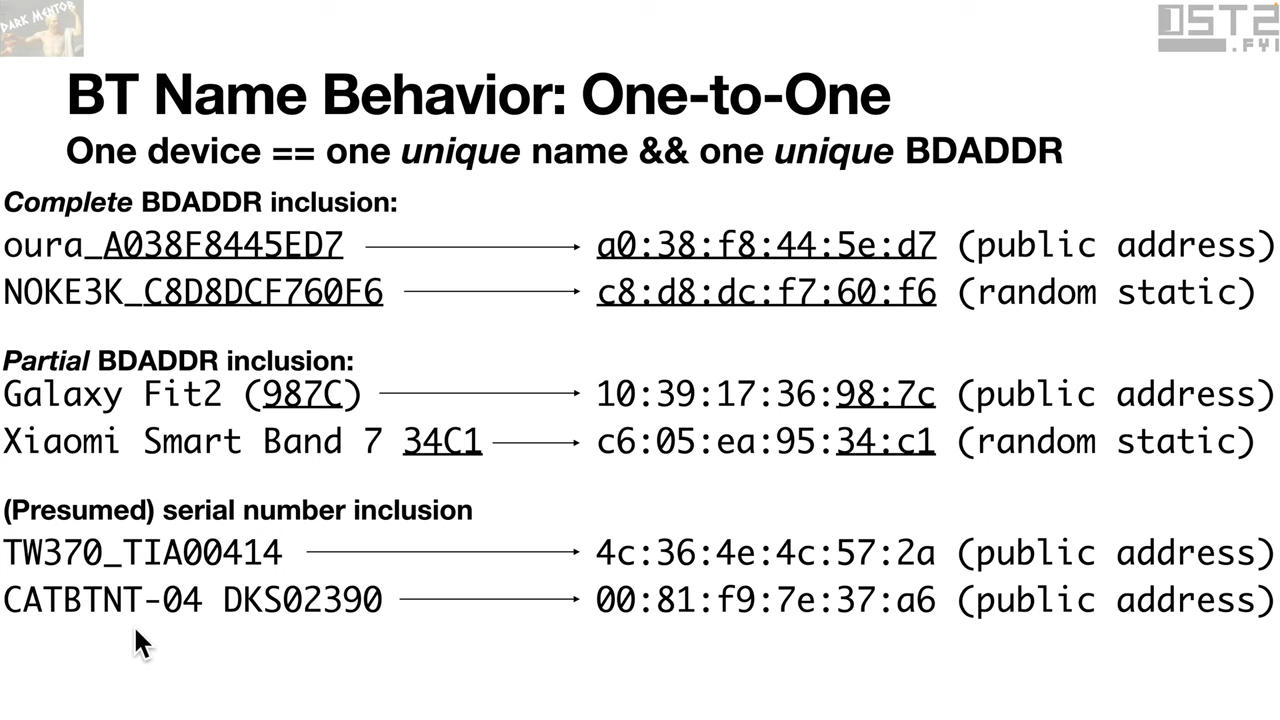 DARK MENTOR
OST2
.FYI
BT Name Behavior: One-to-One
One device == one unique name && one unique BDADDR
Complete BDADDR inclusion:
oura_A038F8445ED7 a0:38:f8:44:5e:d7 (public address)
NOKE3K_C8D8DCF760F6 c8:d8:dc:f7:60:f6 (random static)
Partial BDADDR inclusion:
Galaxy Fit2 (987C) 10:39:17:36:98:7c (public address)
Xiaomi Smart Band 7 34C1 c6:05:ea:95:34:c1 (random static)
(Presumed) serial number inclusion
TW370_TIA00414 4c:36:4e:4c:57:2a (public address)
CATBTNT-04 DKS02390 00:81:f9:7e:37:a6 (public address)